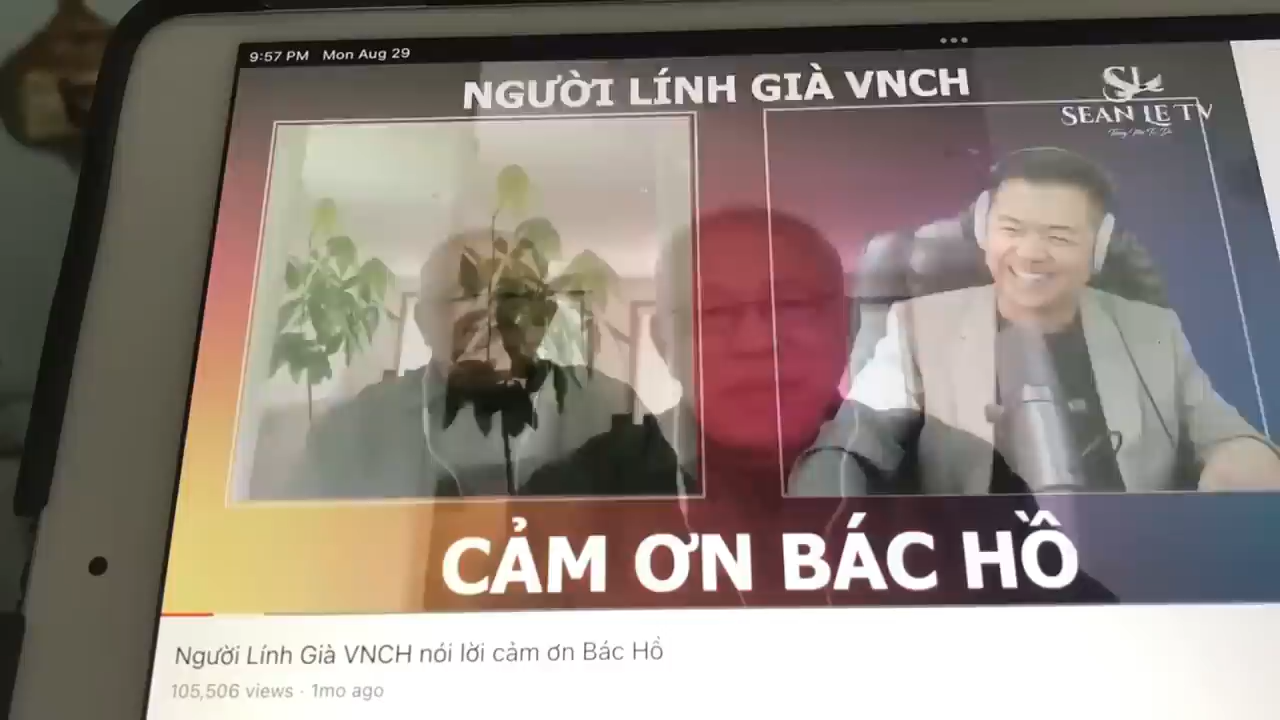 9:57 PM Mon Aug 29
NGƯỜI LÍNH GIÀ VNCH
SL
SEAN LE TV
CẢM ƠN BÁC HỒ
Người Lính Già VNCH nói lời cảm ơn Bác Hồ
105,506 views · 1mo ago